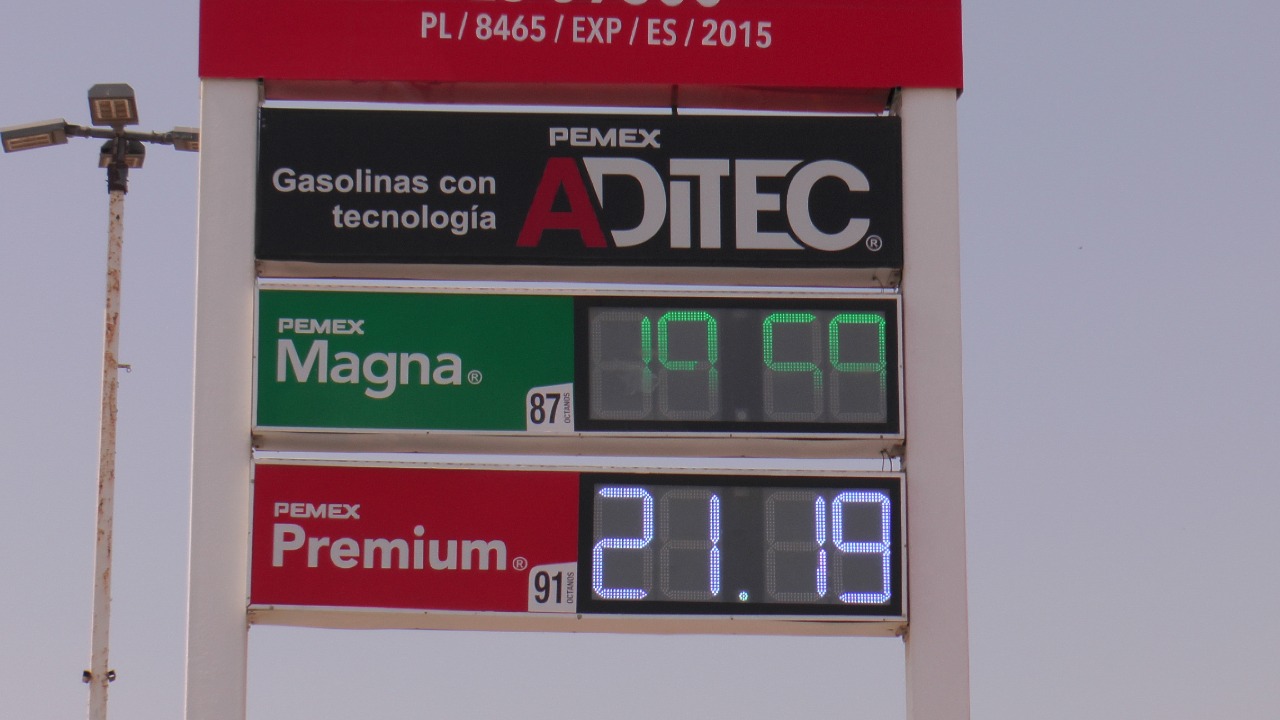 PL / 8465 / EXP / ES / 2015
PEMEX
Gasolinas con
tecnología
ADiTEC®
PEMEX
Magna®
87
OCTANOS
19.59
PEMEX
Premium®
91
OCTANOS
21.19